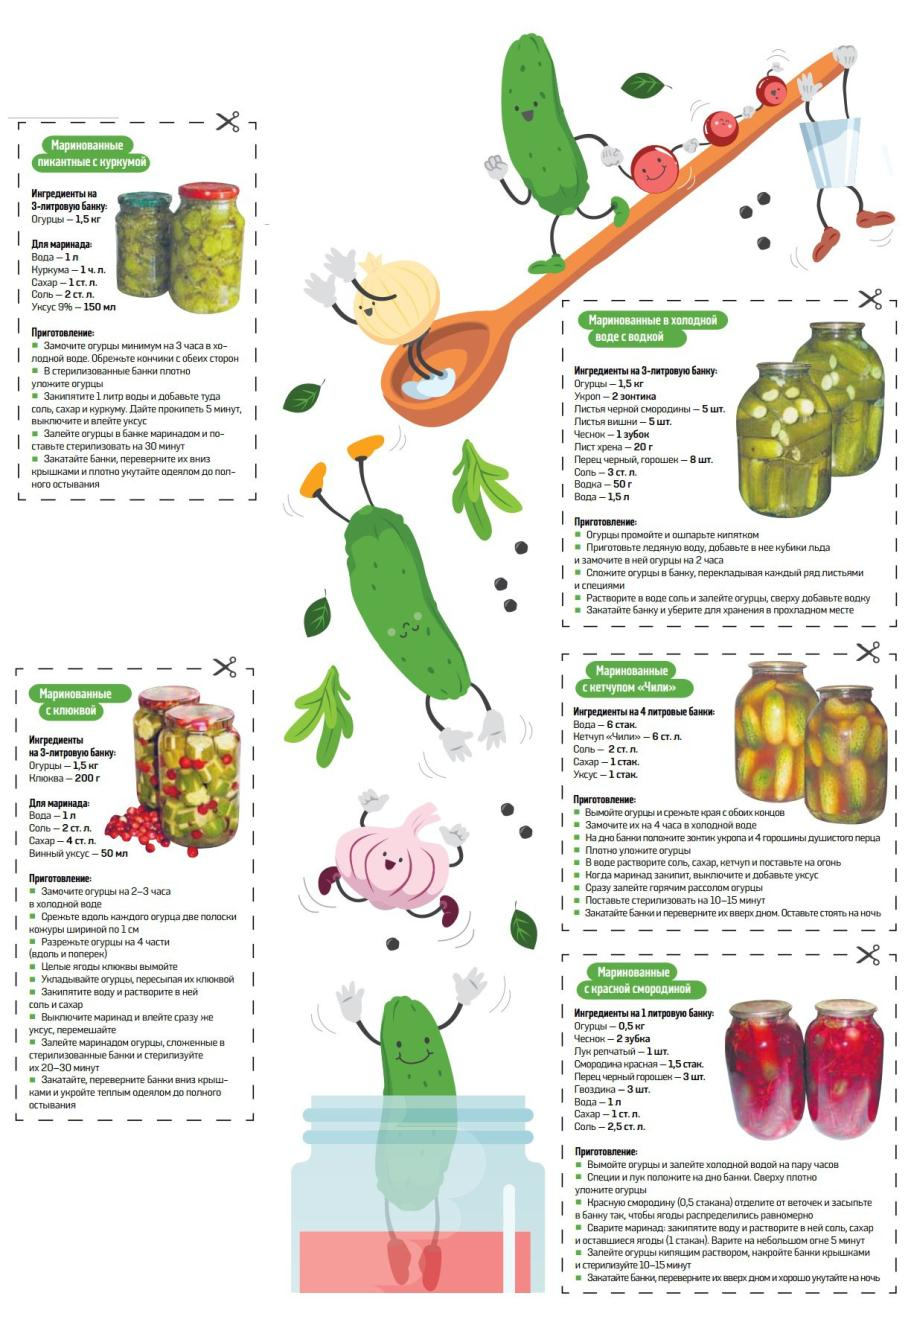 Маринованные
пикантные с куркумой
Ингредиенты на
3-литровую банку:
Огурцы — 1,5 кг
Для маринада:
Вода — 1 л
Куркума — 1 ч. л.
Сахар — 1 ст. л.
Соль — 2 ст. л.
Уксус 9% — 150 мл
Приготовление:
Замочите огурцы минимум на 3 часа в хо-
лодной воде. Обрежьте кончики с обеих сторон
В стерилизованные банки плотно
уложите огурцы
Закипятите 1 литр воды и добавьте туда
соль, сахар и куркуму. Дайте прокипеть 5 минут,
выключите и влейте уксус
Залейте огурцы в банке маринадом и по-
ставьте стерилизовать на 30 минут
Закатайте банки, переверните их вниз
крышками и плотно укутайте одеялом до пол-
ного остывания
Маринованные в холодной
воде с водкой
Ингредиенты на 3-литровую банку:
Огурцы — 1,5 кг
Укроп — 2 зонтика
Листья черной смородины — 5 шт.
Листья вишни — 5 шт.
Чеснок — 1 зубок
Лист хрена — 20 г
Перец черный, горошек — 8 шт.
Соль — 3 ст. л.
Водка — 50 г
Вода — 1,5 л
Приготовление:
Огурцы промойте и ошпарьте кипятком
Приготовьте ледяную воду, добавьте в нее кубики льда
и замочите в ней огурцы на 2 часа
Сложите огурцы в банку, перекладывая каждый ряд листьями
и специями
Растворите в воде соль и залейте огурцы, сверху добавьте водку
Закатайте банку и уберите для хранения в прохладном месте
Маринованные
с клюквой
Ингредиенты
на 3-литровую банку:
Огурцы — 1,5 кг
Клюква — 200 г
Для маринада:
Вода — 1 л
Соль — 2 ст. л.
Сахар — 4 ст. л.
Винный уксус — 50 мл
Приготовление:
Замочите огурцы на 2–3 часа
в холодной воде
Срежьте вдоль каждого огурца две полоски
кожуры шириной по 1 см
Разреньте огурцы на 4 части
(вдоль и поперек)
Целые ягоды клюквы вымойте
Укладывайте огурцы, пересыпая их клюквой
Закипятите воду и растворите в ней
соль и сахар
Выключите маринад и влейте сразу же
уксус, перемешайте
Залейте маринадом огурцы, сложенные в
стерилизованные банки и стерилизуйте
их 20–30 минут
Закатайте, переверните банки вниз крыш-
ками и укройте теплым одеялом до полного
остывания
Маринованные
с кетчупом «Чили»
Ингредиенты на 4 литровые банки:
Вода — 6 стак.
Кетчуп «Чили» — 6 ст. л.
Соль — 2 ст. л.
Сахар — 1 стак.
Уксус — 1 стак.
Приготовление:
Вымойте огурцы и срежьте края с обоих концов
Замочите их на 4 часа в холодной воде
На дно банки положите зонтик укропа и 4 горошины душистого перца
Плотно уложите огурцы
В воде растворите соль, сахар, кетчуп и поставьте на огонь
Когда маринад закипит, выключите и добавьте уксус
Сразу залейте горячим рассолом огурцы
Поставьте стерилизовать на 10–15 минут
Закатайте банки и переверните их вверх дном. Оставьте стоять на ночь
Маринованные
с красной смородиной
Ингредиенты на 1 литровую банку:
Огурцы — 0,5 кг
Чеснок — 2 зубка
Лук репчатый — 1 шт.
Смородина красная — 1,5 стак.
Перец черный горошек — 3 шт.
Гвоздика — 3 шт.
Вода — 1 л
Сахар — 1 ст. л.
Соль — 2,5 ст. л.
Приготовление:
Вымойте огурцы и залейте холодной водой на пару часов
Специи и лук положите на дно банки. Сверху плотно
уложите огурцы
Красную смородину (0,5 стакана) отделите от веточек и засыпьте
в банку так, чтобы ягоды распределились равномерно
Сварите маринад: закипятите воду и растворите в ней соль, сахар
и оставшиеся ягоды (1 стакан). Варите на небольшом огне 5 минут
Залейте огурцы кипящим раствором, накройте банки крышками
и стерилизуйте 10–15 минут
Закатайте банки, переверните их вверх дном и хорошо укутайте на ночь